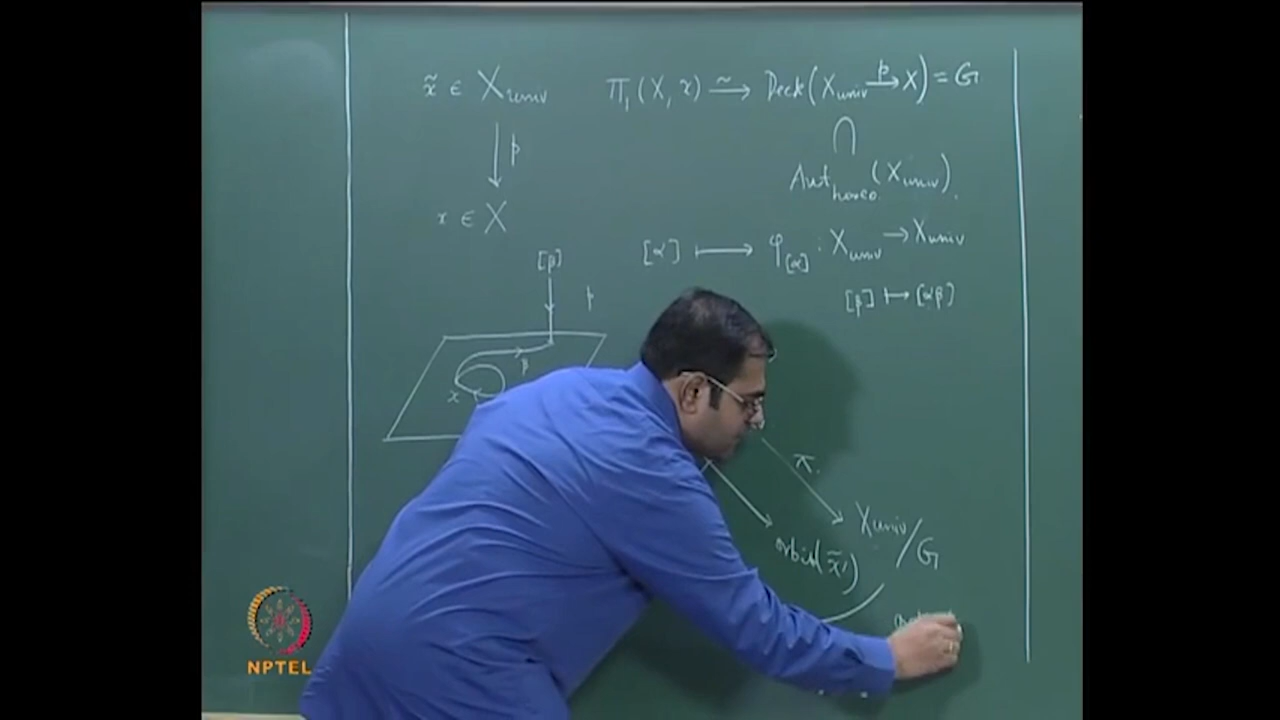 x̃ ∈ X_univ
Π₁(X, x) ⥲ Deck(X_univ →^p X) = G
p
∩
Aut_homeo.(X_univ).
x ∈ X
[α] ⟼ φ_[α] : X_univ → X_univ
[β] ↦ [αβ]
[β]
p
β
x
π.
X_univ/G
orbit(x̃')
NPTEL